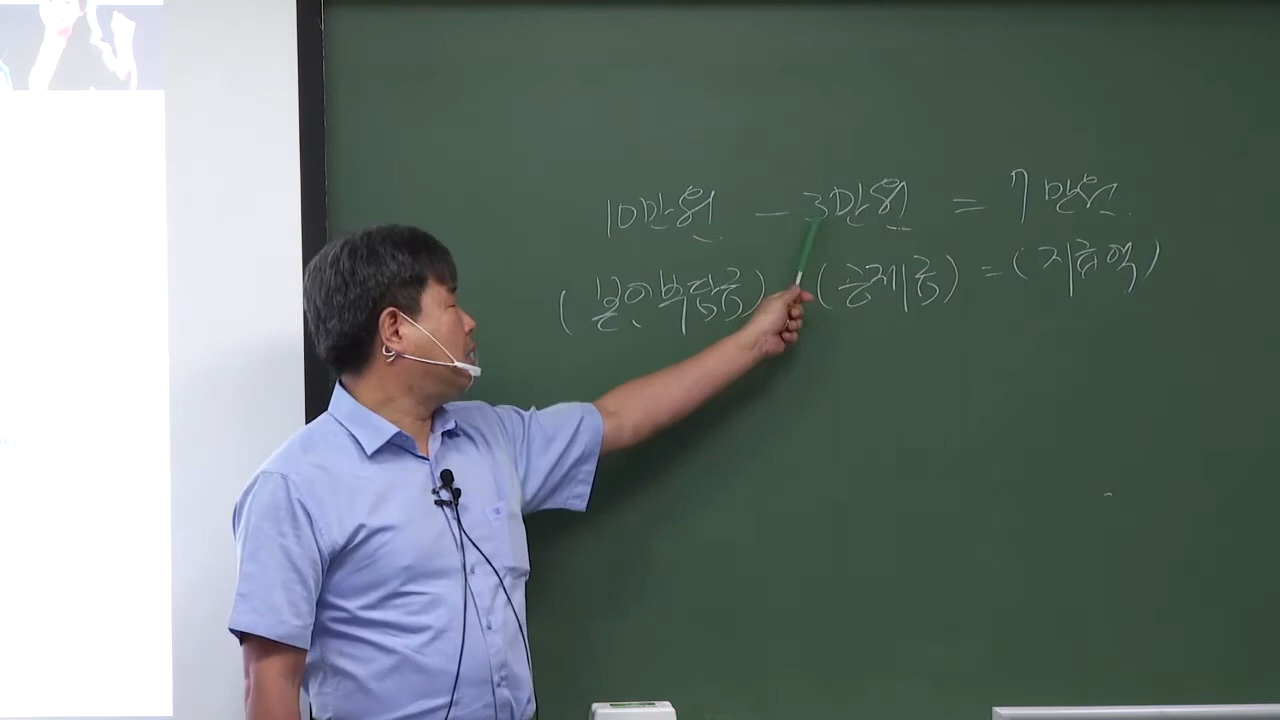 10만원 - 3만원 = 7만원
(본인부담금) (공제금) = (지급액)